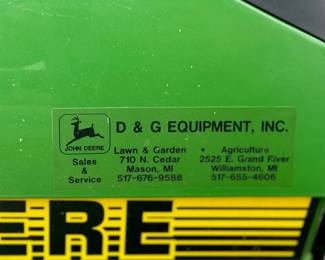 D & G EQUIPMENT, INC.
JOHN DEERE
Sales
&
Service
Lawn & Garden • Agriculture
710 N. Cedar 2525 E. Grand River
Mason, MI Williamston, MI
517-676-9588 517-655-4606
ERE